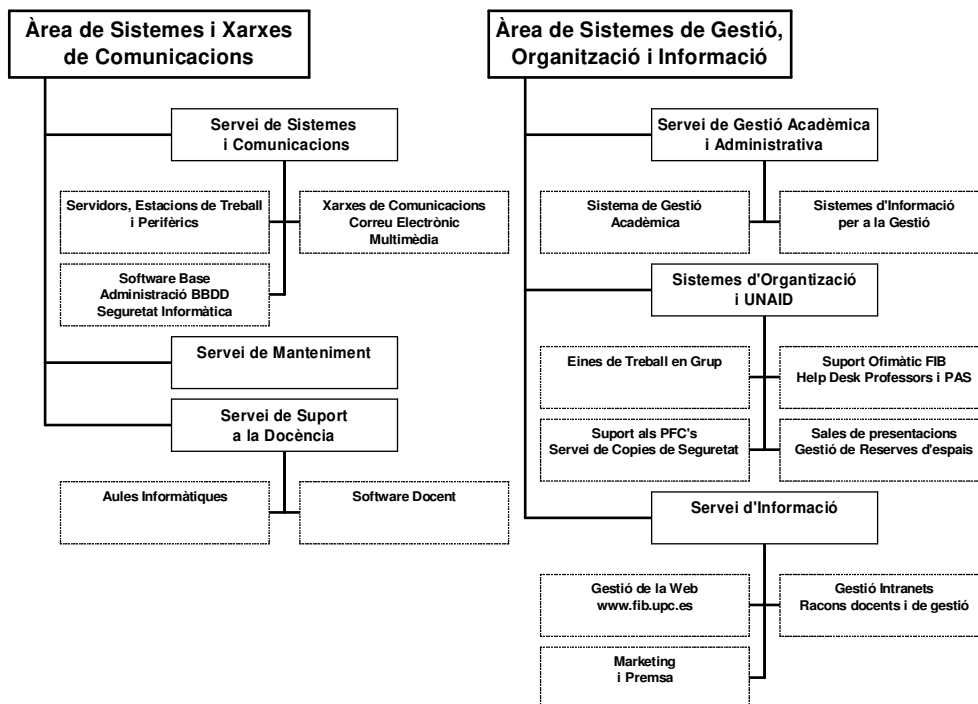 Àrea de Sistemes i Xarxes
de Comunicacions
Servei de Sistemes
i Comunicacions
Servidors, Estacions de Treball
i Perifèrics
Xarxes de Comunicacions
Correu Electrònic
Multimèdia
Software Base
Administració BBDD
Seguretat Informàtica
Servei de Manteniment
Servei de Suport
a la Docència
Aules Informàtiques
Software Docent
Àrea de Sistemes de Gestió,
Organització i Informació
Servei de Gestió Acadèmica
i Administrativa
Sistema de Gestió
Acadèmica
Sistemes d'Informació
per a la Gestió
Sistemes d'Organtizació
i UNAID
Eines de Treball en Grup
Suport Ofimàtic FIB
Help Desk Professors i PAS
Suport als PFC's
Servei de Copies de Seguretat
Sales de presentacions
Gestió de Reserves d'espais
Servei d'Informació
Gestió de la Web
www.fib.upc.es
Gestió Intranets
Racons docents i de gestió
Marketing
i Premsa